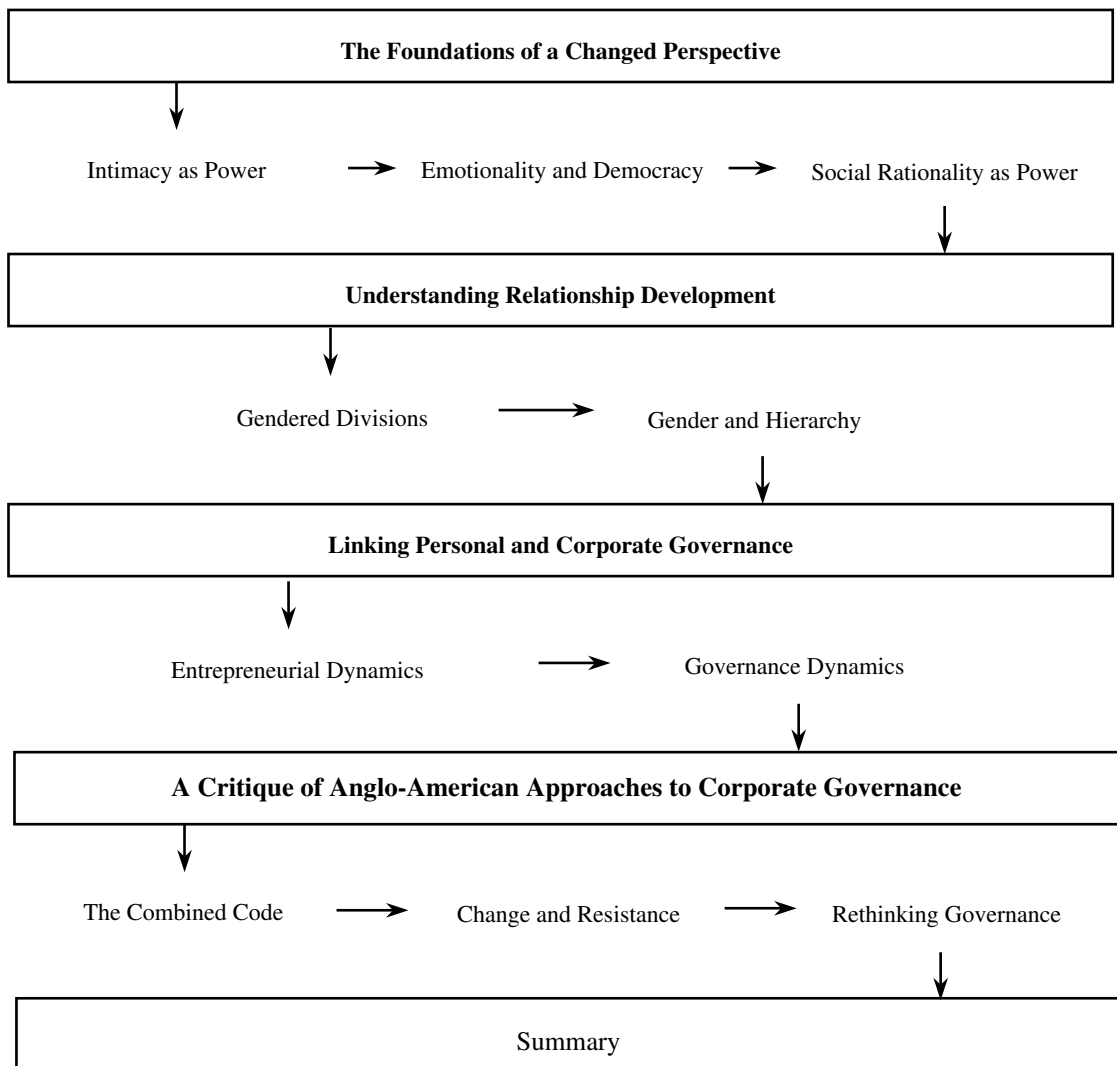 The Foundations of a Changed Perspective
Intimacy as Power
Emotionality and Democracy
Social Rationality as Power
Understanding Relationship Development
Gendered Divisions
Gender and Hierarchy
Linking Personal and Corporate Governance
Entrepreneurial Dynamics
Governance Dynamics
A Critique of Anglo-American Approaches to Corporate Governance
The Combined Code
Change and Resistance
Rethinking Governance
Summary